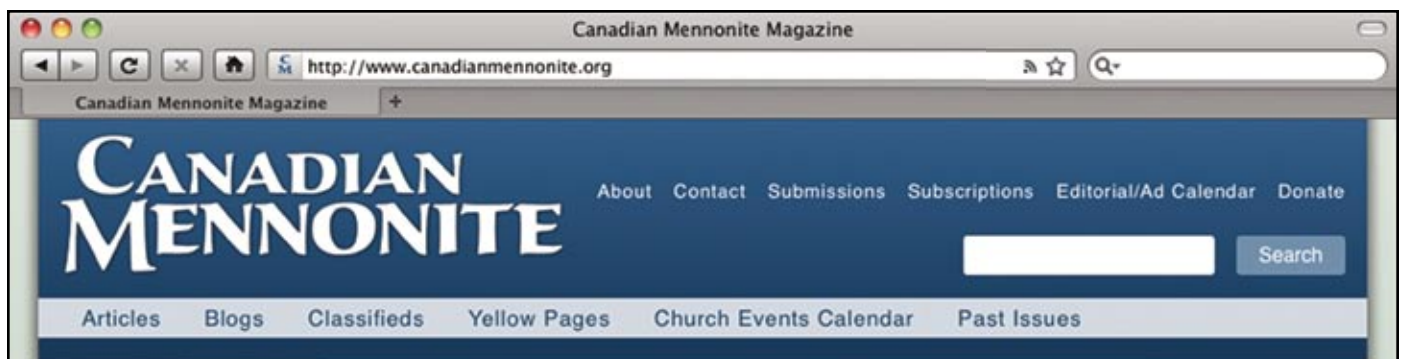 Canadian Mennonite Magazine
http://www.canadianmennonite.org
Canadian Mennonite Magazine
CANADIAN
MENNONITE
About Contact Submissions Subscriptions Editorial/Ad Calendar Donate
Search
Articles Blogs Classifieds Yellow Pages Church Events Calendar Past Issues